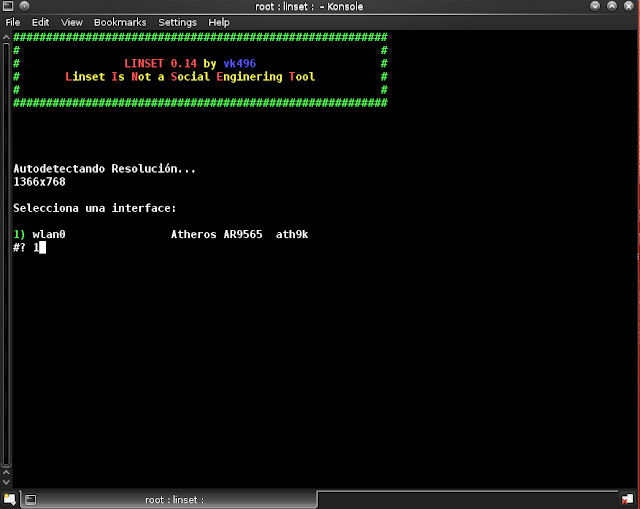 root : linset : – Konsole
File Edit View Bookmarks Settings Help
#########################################################
# #
# LINSET 0.14 by vk496 #
# Linset Is Not a Social Enginering Tool #
# #
#########################################################
Autodetectando Resolución...
1366x768
Selecciona una interface:
1) wlan0 Atheros AR9565 ath9k
#? 1
root : linset :